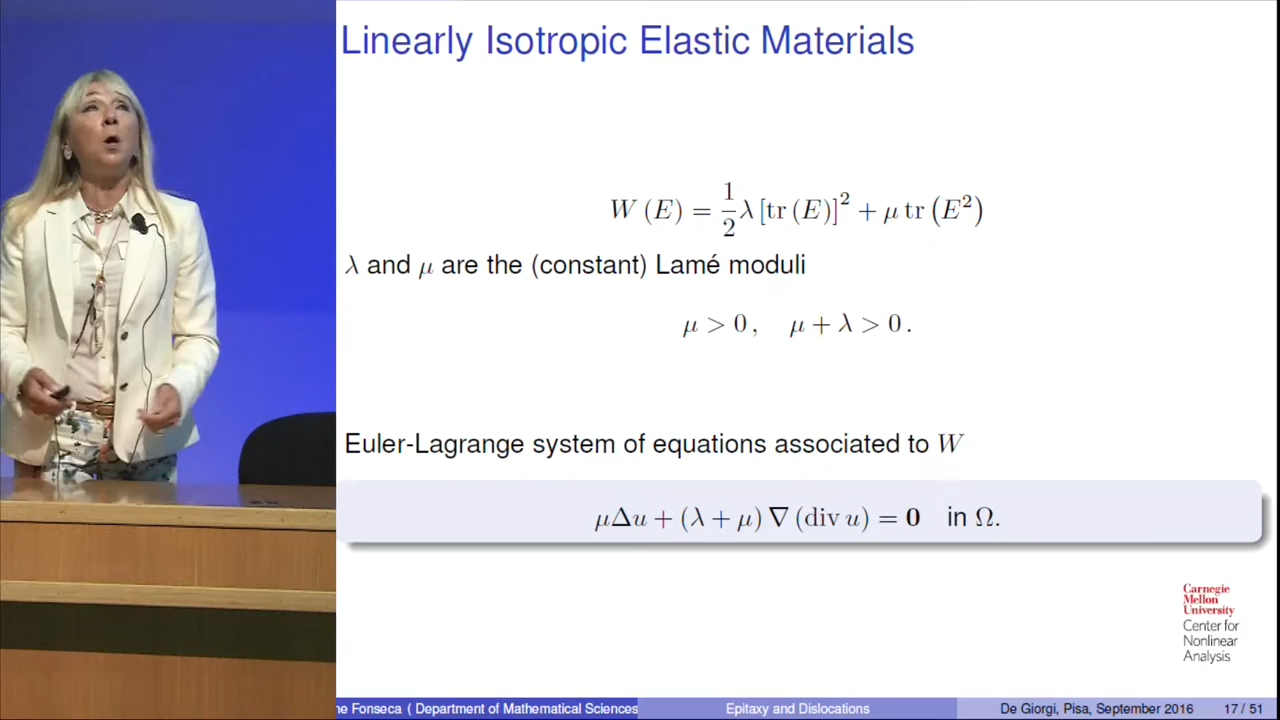 Linearly Isotropic Elastic Materials
W (E) = 1/2 λ [tr (E)]² + μ tr (E²)
λ and μ are the (constant) Lamé moduli
μ > 0 ,   μ + λ > 0 .
Euler-Lagrange system of equations associated to W
μΔu + (λ + μ) ∇ (div u) = 0   in Ω.
Carnegie
Mellon
University
Center for
Nonlinear
Analysis
ne Fonseca ( Department of Mathematical Sciences   Epitaxy and Dislocations   De Giorgi, Pisa, September 2016   17 / 51